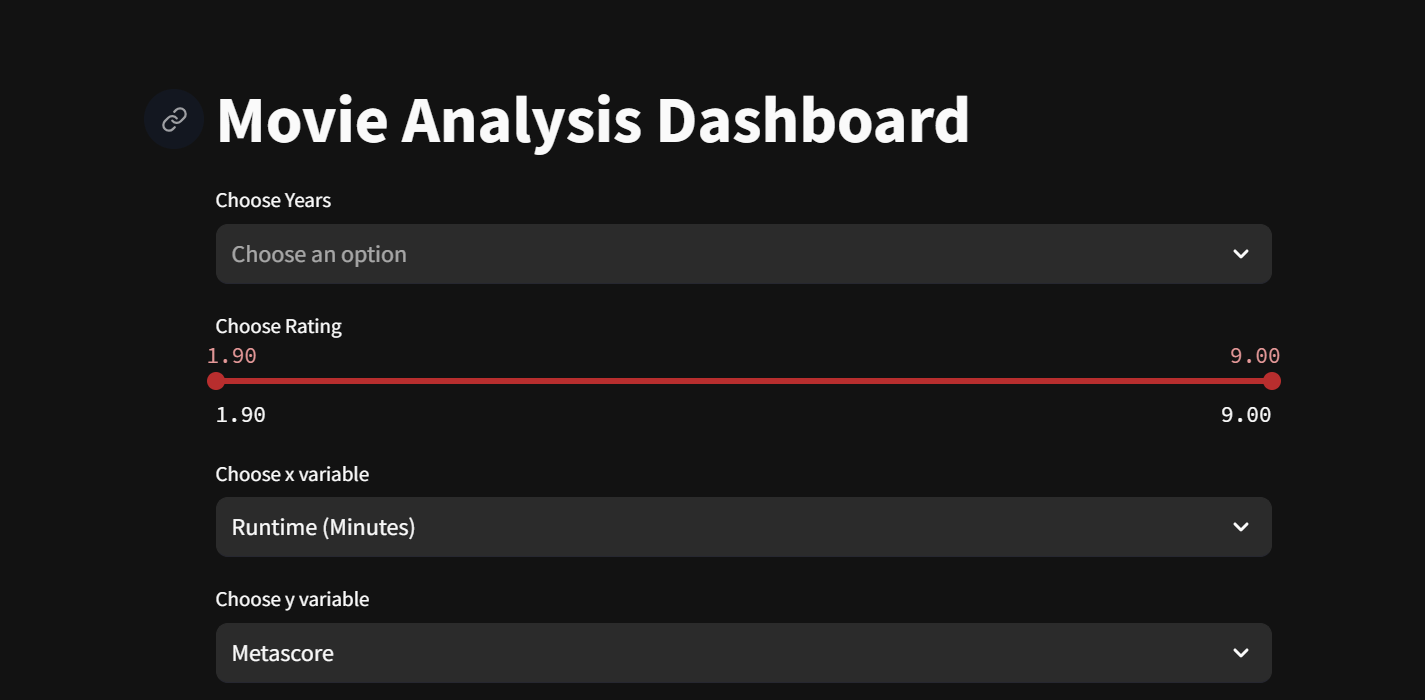 Movie Analysis Dashboard
Choose Years
Choose an option
Choose Rating
1.90 9.00
1.90 9.00
Choose x variable
Runtime (Minutes)
Choose y variable
Metascore